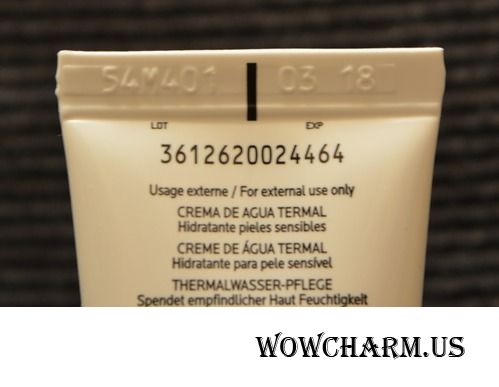 54M401 03 18
LOT EXP
3612620024464
Usage externe / For external use only
CREMA DE AGUA TERMAL
Hidratante pieles sensibles
CREME DE ÁGUA TERMAL
Hidratante para pele sensível
THERMALWASSER-PFLEGE
Spendet empfindlicher Haut Feuchtigkeit
WOWCHARM.US